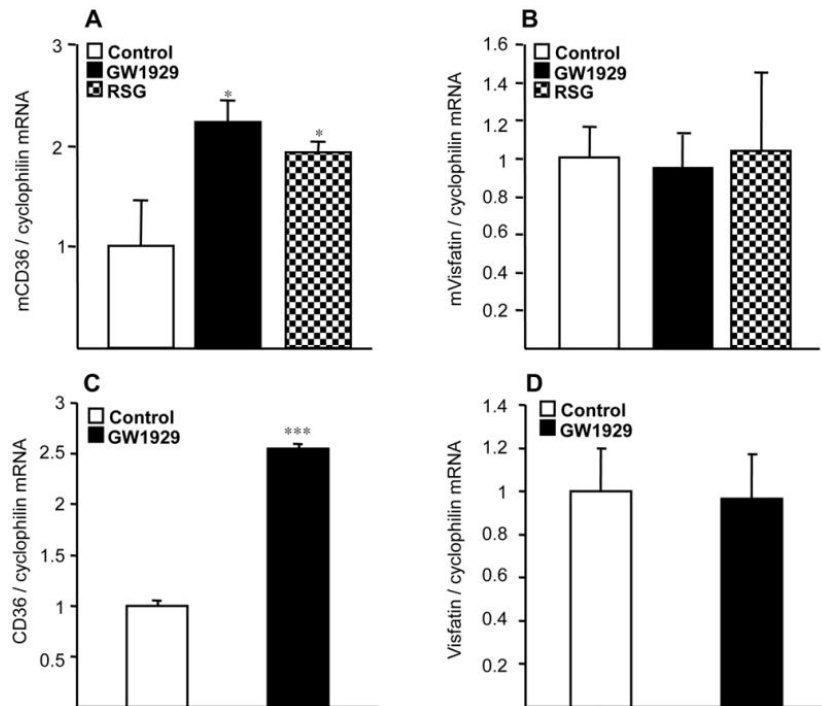 A
3
2
1
mCD36 / cyclophilin mRNA
Control
GW1929
RSG
*
*
B
1.6
1.4
1.2
1
0.8
0.6
0.4
0.2
mVisfatin / cyclophilin mRNA
Control
GW1929
RSG
C
3
2.5
2
1.5
1
0.5
CD36 / cyclophilin mRNA
Control
GW1929
***
D
1.4
1.2
1
0.8
0.6
0.4
0.2
Visfatin / cyclophilin mRNA
Control
GW1929